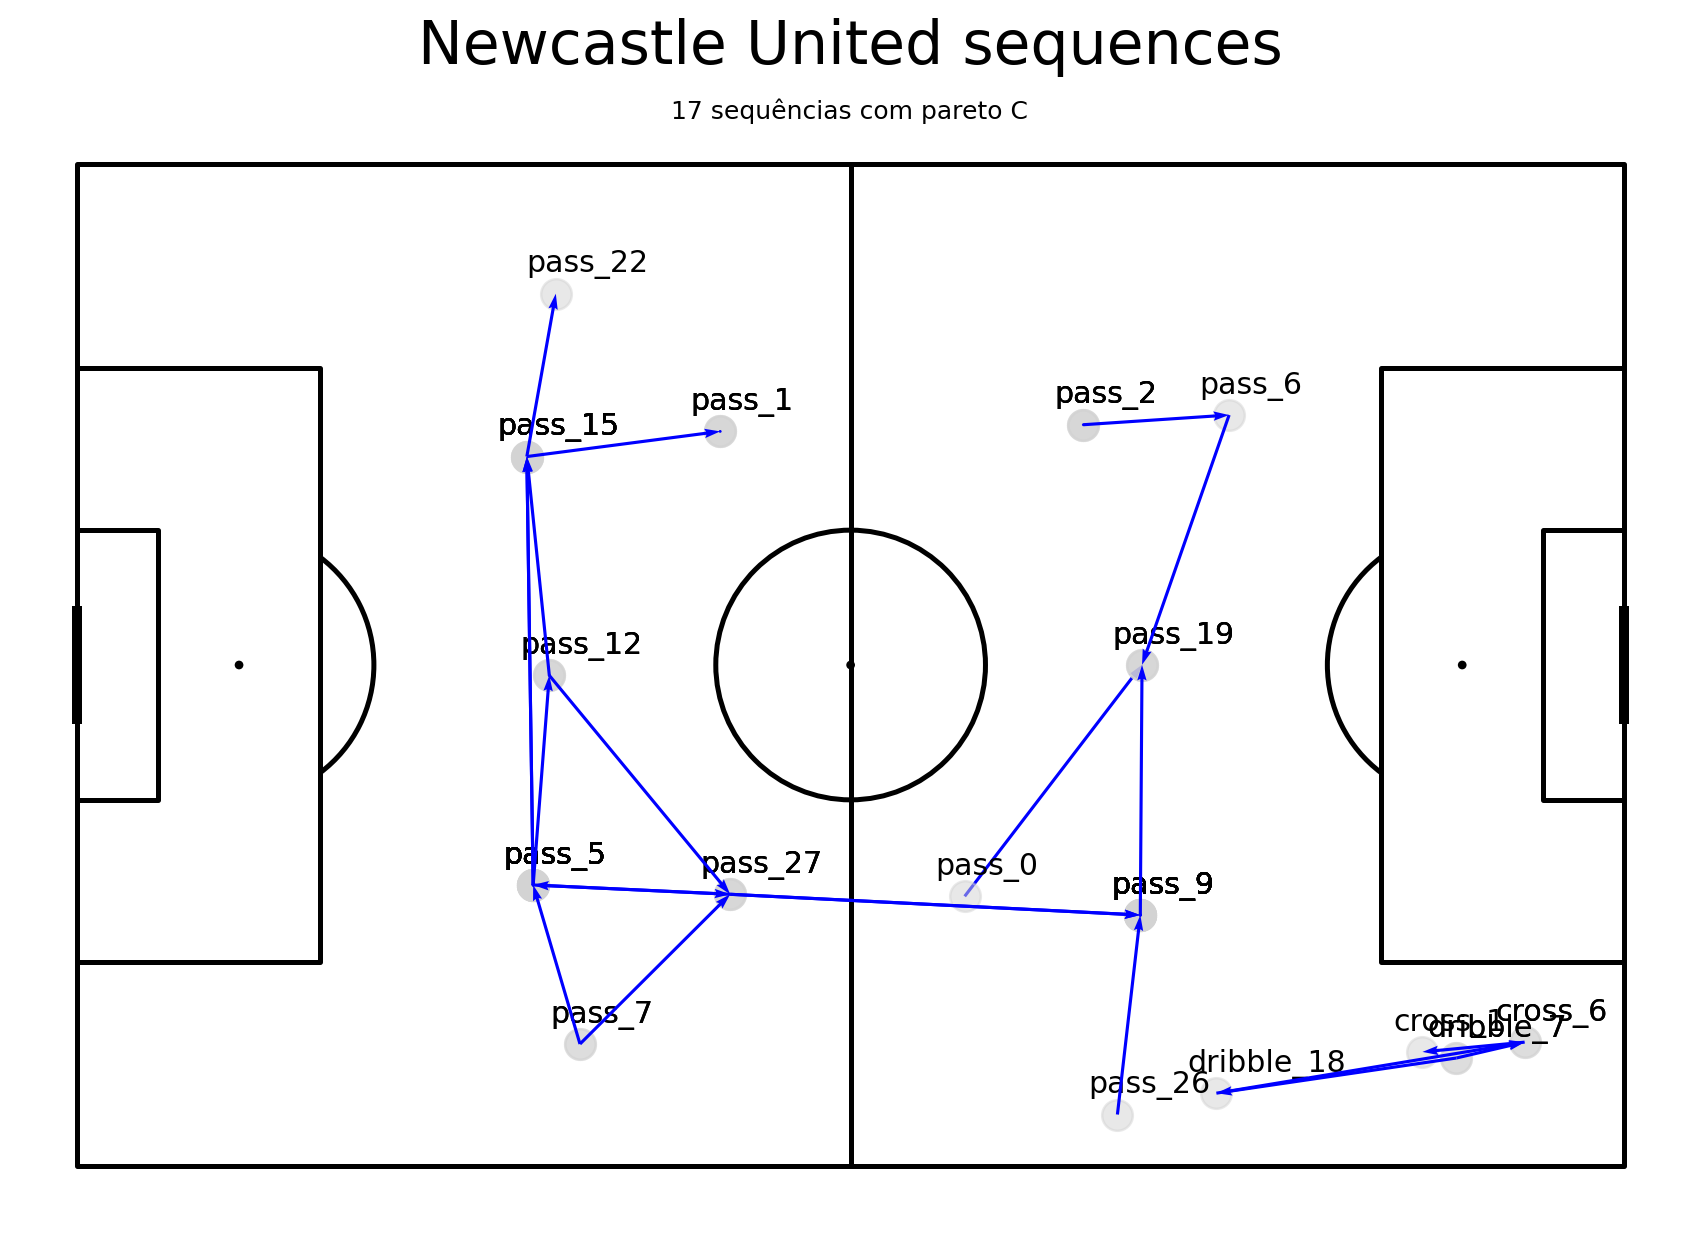 Newcastle United sequences
17 sequências com pareto C
pass_22
pass_2
pass_6
pass_1
pass_15
pass_19
pass_12
pass_5
pass_27
pass_0
pass_9
pass_7
cross_6
cross_1
dribble_7
dribble_18
pass_26